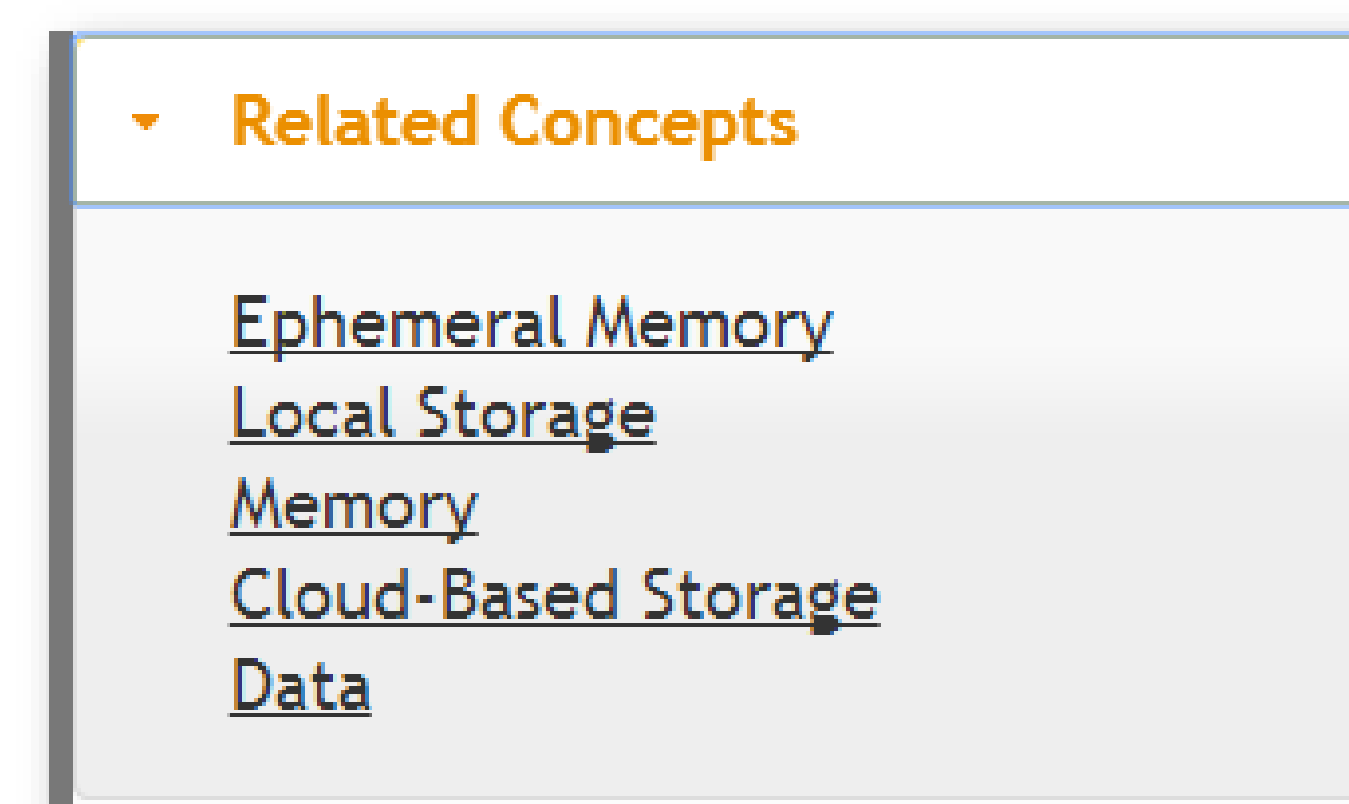 Related Concepts
Ephemeral Memory
Local Storage
Memory
Cloud-Based Storage
Data